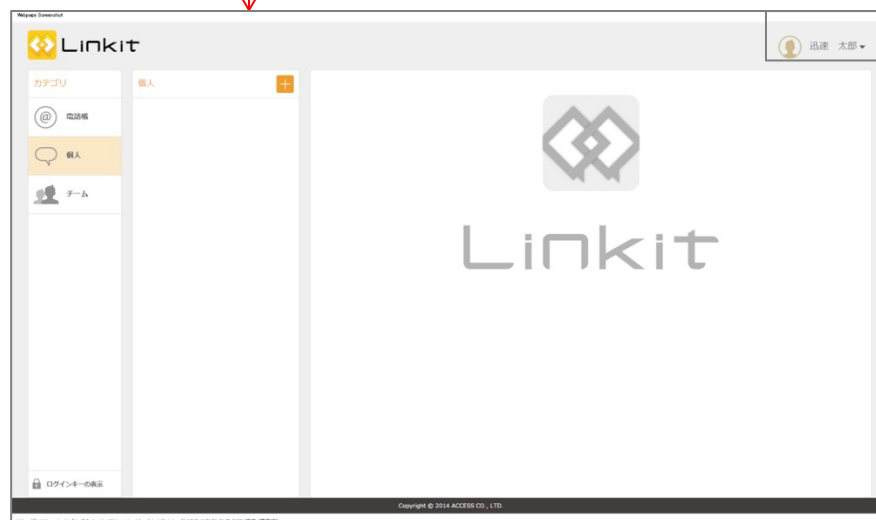 Webpage Screenshot
Linkit
迅速 太郎
カテゴリ
個人
電話帳
個人
チーム
Linkit
ログインキーの表示
Copyright © 2014 ACCESS CO., LTD.